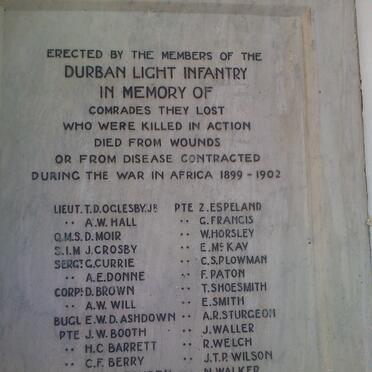 ERECTED BY THE MEMBERS OF THE
DURBAN LIGHT INFANTRY
IN MEMORY OF
COMRADES THEY LOST
WHO WERE KILLED IN ACTION
DIED FROM WOUNDS
OR FROM DISEASE CONTRACTED
DURING THE WAR IN AFRICA 1899-1902
LIEUT. T.D. OGLESBY, JR
" A.W. HALL
Q.M.S. D. MOIR
S.I.M J. CROSBY
SERGT G. CURRIE
" A.E. DONNE
CORPL D. BROWN
" A.W. WILL
BUGL E.W.D. ASHDOWN
PTE J.W. BOOTH
" H.C. BARRETT
" C.F. BERRY
PTE Z. ESPELAND
" G. FRANCIS
" W. HORSLEY
" E. McKAY
" C.S. PLOWMAN
" F. PATON
" T. SHOESMITH
" E. SMITH
" A.R. STURGEON
" J. WALLER
" R. WELCH
" J.T.P. WILSON
" N. WALKER